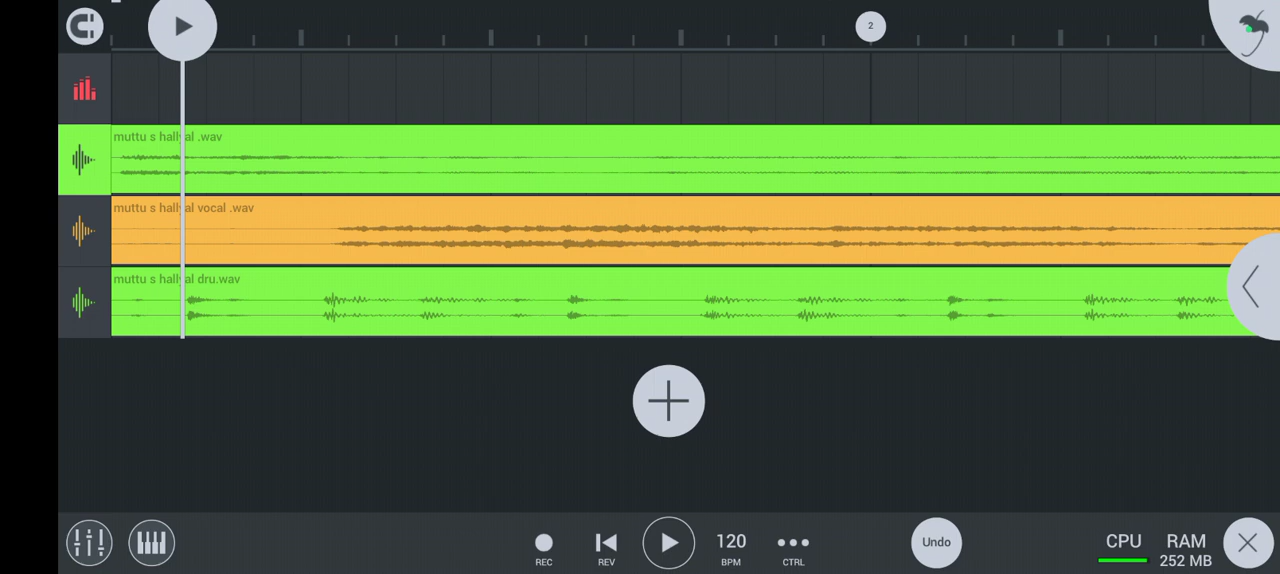 2
muttu s hallyal .wav
muttu s hallyal vocal .wav
muttu s hallyal dru.wav
REC
REV
120
BPM
CTRL
Undo
CPU
RAM
252 MB